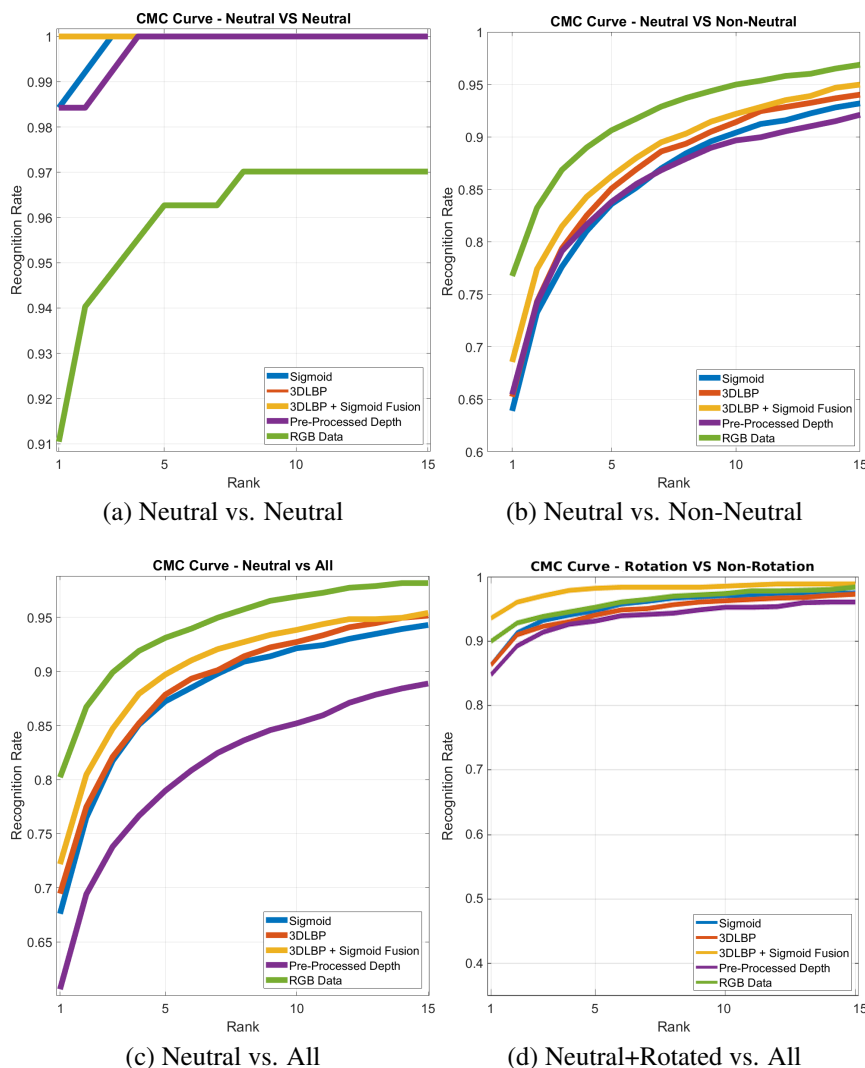 CMC Curve - Neutral VS Neutral
1
0.99
0.98
0.97
0.96
0.95
0.94
0.93
0.92
0.91
Recognition Rate
Sigmoid
3DLBP
3DLBP + Sigmoid Fusion
Pre-Processed Depth
RGB Data
1 5 10 15
Rank
(a) Neutral vs. Neutral
CMC Curve - Neutral VS Non-Neutral
1
0.95
0.9
0.85
0.8
0.75
0.7
0.65
0.6
Recognition Rate
Sigmoid
3DLBP
3DLBP + Sigmoid Fusion
Pre-Processed Depth
RGB Data
1 5 10 15
Rank
(b) Neutral vs. Non-Neutral
CMC Curve - Neutral vs All
0.95
0.9
0.85
0.8
0.75
0.7
0.65
Recognition Rate
Sigmoid
3DLBP
3DLBP + Sigmoid Fusion
Pre-Processed Depth
RGB Data
1 5 10 15
Rank
(c) Neutral vs. All
CMC Curve - Rotation VS Non-Rotation
1
0.9
0.8
0.7
0.6
0.5
0.4
Recognition Rate
Sigmoid
3DLBP
3DLBP + Sigmoid Fusion
Pre-Processed Depth
RGB Data
1 5 10 15
Rank
(d) Neutral+Rotated vs. All